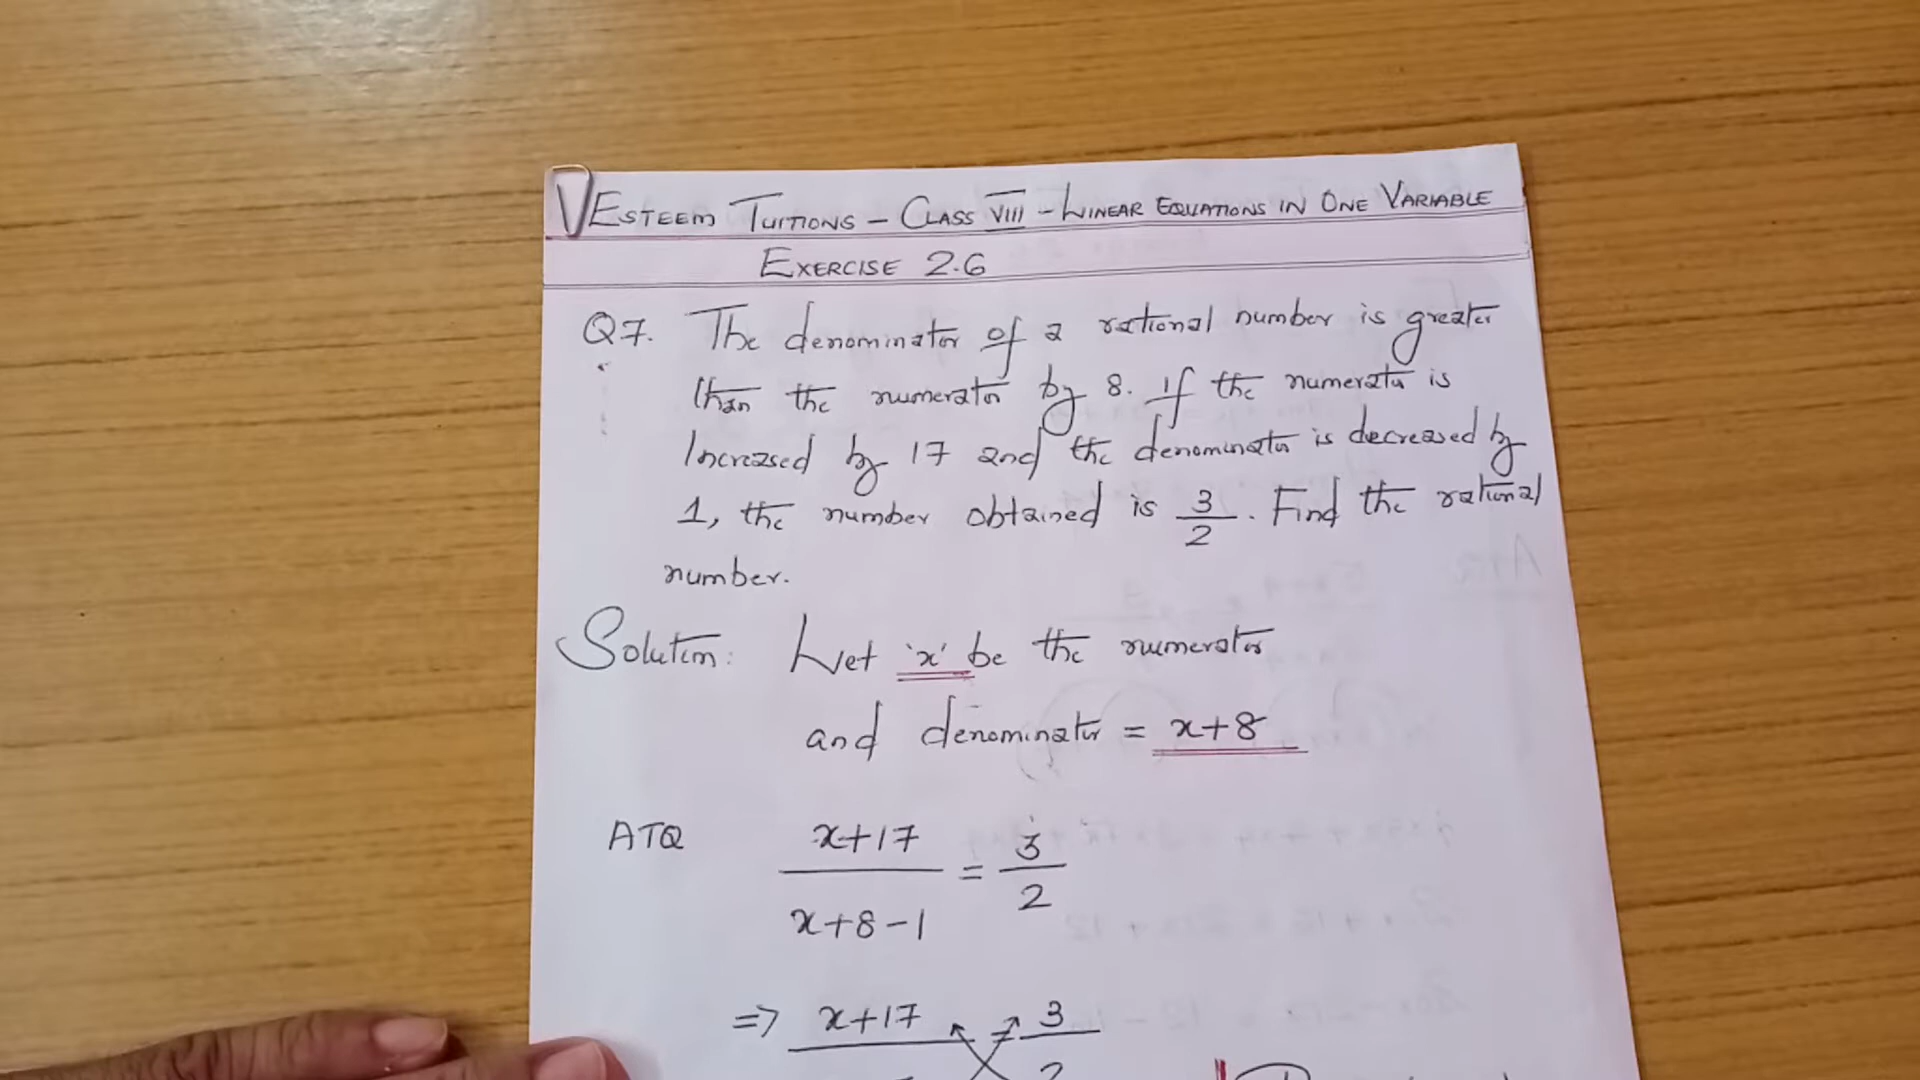 VESTEEM TUITIONS - CLASS VIII - LINEAR EQUATIONS IN ONE VARIABLE
EXERCISE 2.6
Q7. The denominator of a rational number is greater
than the numerator by 8. If the numerator is
Increased by 17 and the denominator is decreased by
1, the number obtained is 3/2. Find the rational
number.
Solution: Let 'x' be the numerator
and denominator = x+8
ATQ x+17 / x+8-1 = 3/2
=> x+17 = 3
2